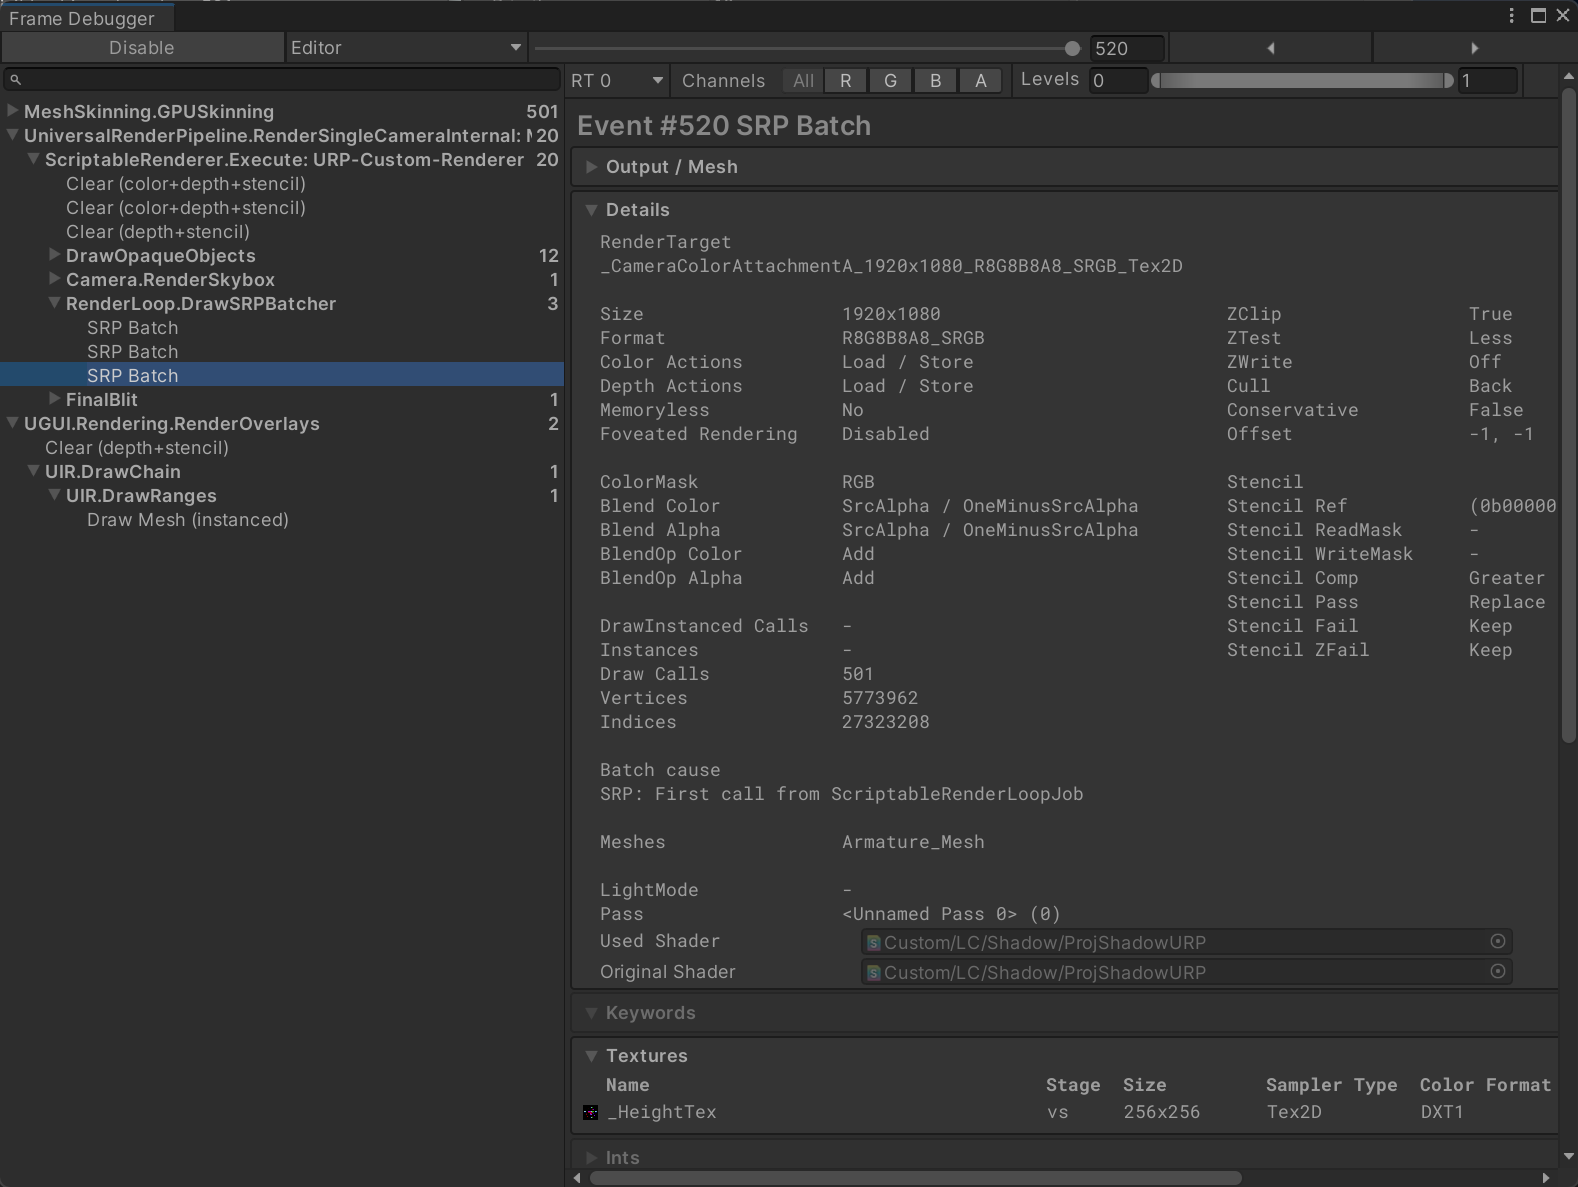 Frame Debugger
Disable
Editor
520
RT 0
Channels
All
R
G
B
A
Levels
0
1
MeshSkinning.GPUSkinning 501
UniversalRenderPipeline.RenderSingleCameraInternal: 20
ScriptableRenderer.Execute: URP-Custom-Renderer 20
Clear (color+depth+stencil)
Clear (color+depth+stencil)
Clear (depth+stencil)
DrawOpaqueObjects 12
Camera.RenderSkybox 1
RenderLoop.DrawSRPBatcher 3
SRP Batch
SRP Batch
SRP Batch
FinalBlit 1
UGUI.Rendering.RenderOverlays 2
Clear (depth+stencil)
UIR.DrawChain 1
UIR.DrawRanges 1
Draw Mesh (instanced)
Event #520 SRP Batch
Output / Mesh
Details
RenderTarget
_CameraColorAttachmentA_1920x1080_R8G8B8A8_SRGB_Tex2D
Size 1920x1080 ZClip True
Format R8G8B8A8_SRGB ZTest Less
Color Actions Load / Store ZWrite Off
Depth Actions Load / Store Cull Back
Memoryless No Conservative False
Foveated Rendering Disabled Offset -1, -1
ColorMask RGB Stencil
Blend Color SrcAlpha / OneMinusSrcAlpha Stencil Ref (0b00000
Blend Alpha SrcAlpha / OneMinusSrcAlpha Stencil ReadMask -
BlendOp Color Add Stencil WriteMask -
BlendOp Alpha Add Stencil Comp Greater
Stencil Pass Replace
DrawInstanced Calls - Stencil Fail Keep
Instances - Stencil ZFail Keep
Draw Calls 501
Vertices 5773962
Indices 27323208
Batch cause
SRP: First call from ScriptableRenderLoopJob
Meshes Armature_Mesh
LightMode -
Pass <Unnamed Pass 0> (0)
Used Shader Custom/LC/Shadow/ProjShadowURP
Original Shader Custom/LC/Shadow/ProjShadowURP
Keywords
Textures
Name Stage Size Sampler Type Color Format
_HeightTex vs 256x256 Tex2D DXT1
Ints